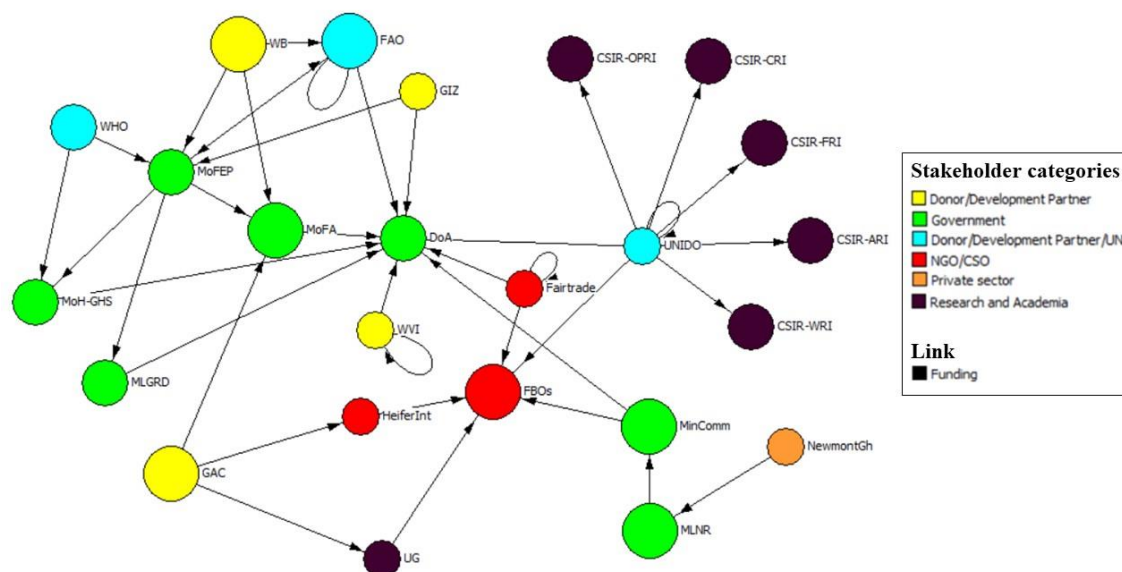 WB
FAO
CSIR-OPRI
CSIR-CRI
GIZ
WHO
CSIR-FRI
MoFEP
Stakeholder categories
Donor/Development Partner
Government
Donor/Development Partner/UN
NGO/CSO
Private sector
Research and Academia
Link
Funding
MoFA
DoA
UNIDO
CSIR-ARI
Fairtrade
MoH-GHS
WVI
CSIR-WRI
MLGRD
FBOs
HeiferInt
MinComm
NewmontGh
GAC
MLNR
UG